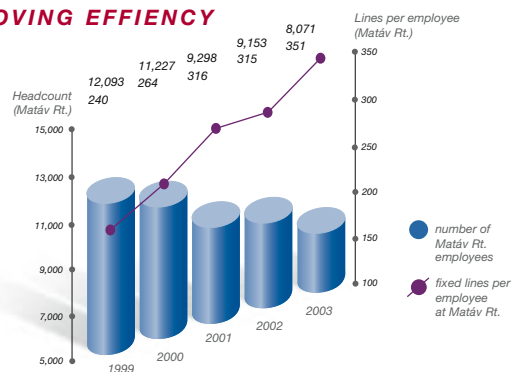 OVING EFFIENCY
Lines per employee
(Matáv Rt.)
8,071
351
9,153
315
9,298
316
11,227
264
12,093
240
Headcount
(Matáv Rt.)
15,000
13,000
11,000
9,000
7,000
5,000
350
300
250
200
150
100
1999
2000
2001
2002
2003
number of
Matáv Rt.
employees
fixed lines per
employee
at Matáv Rt.